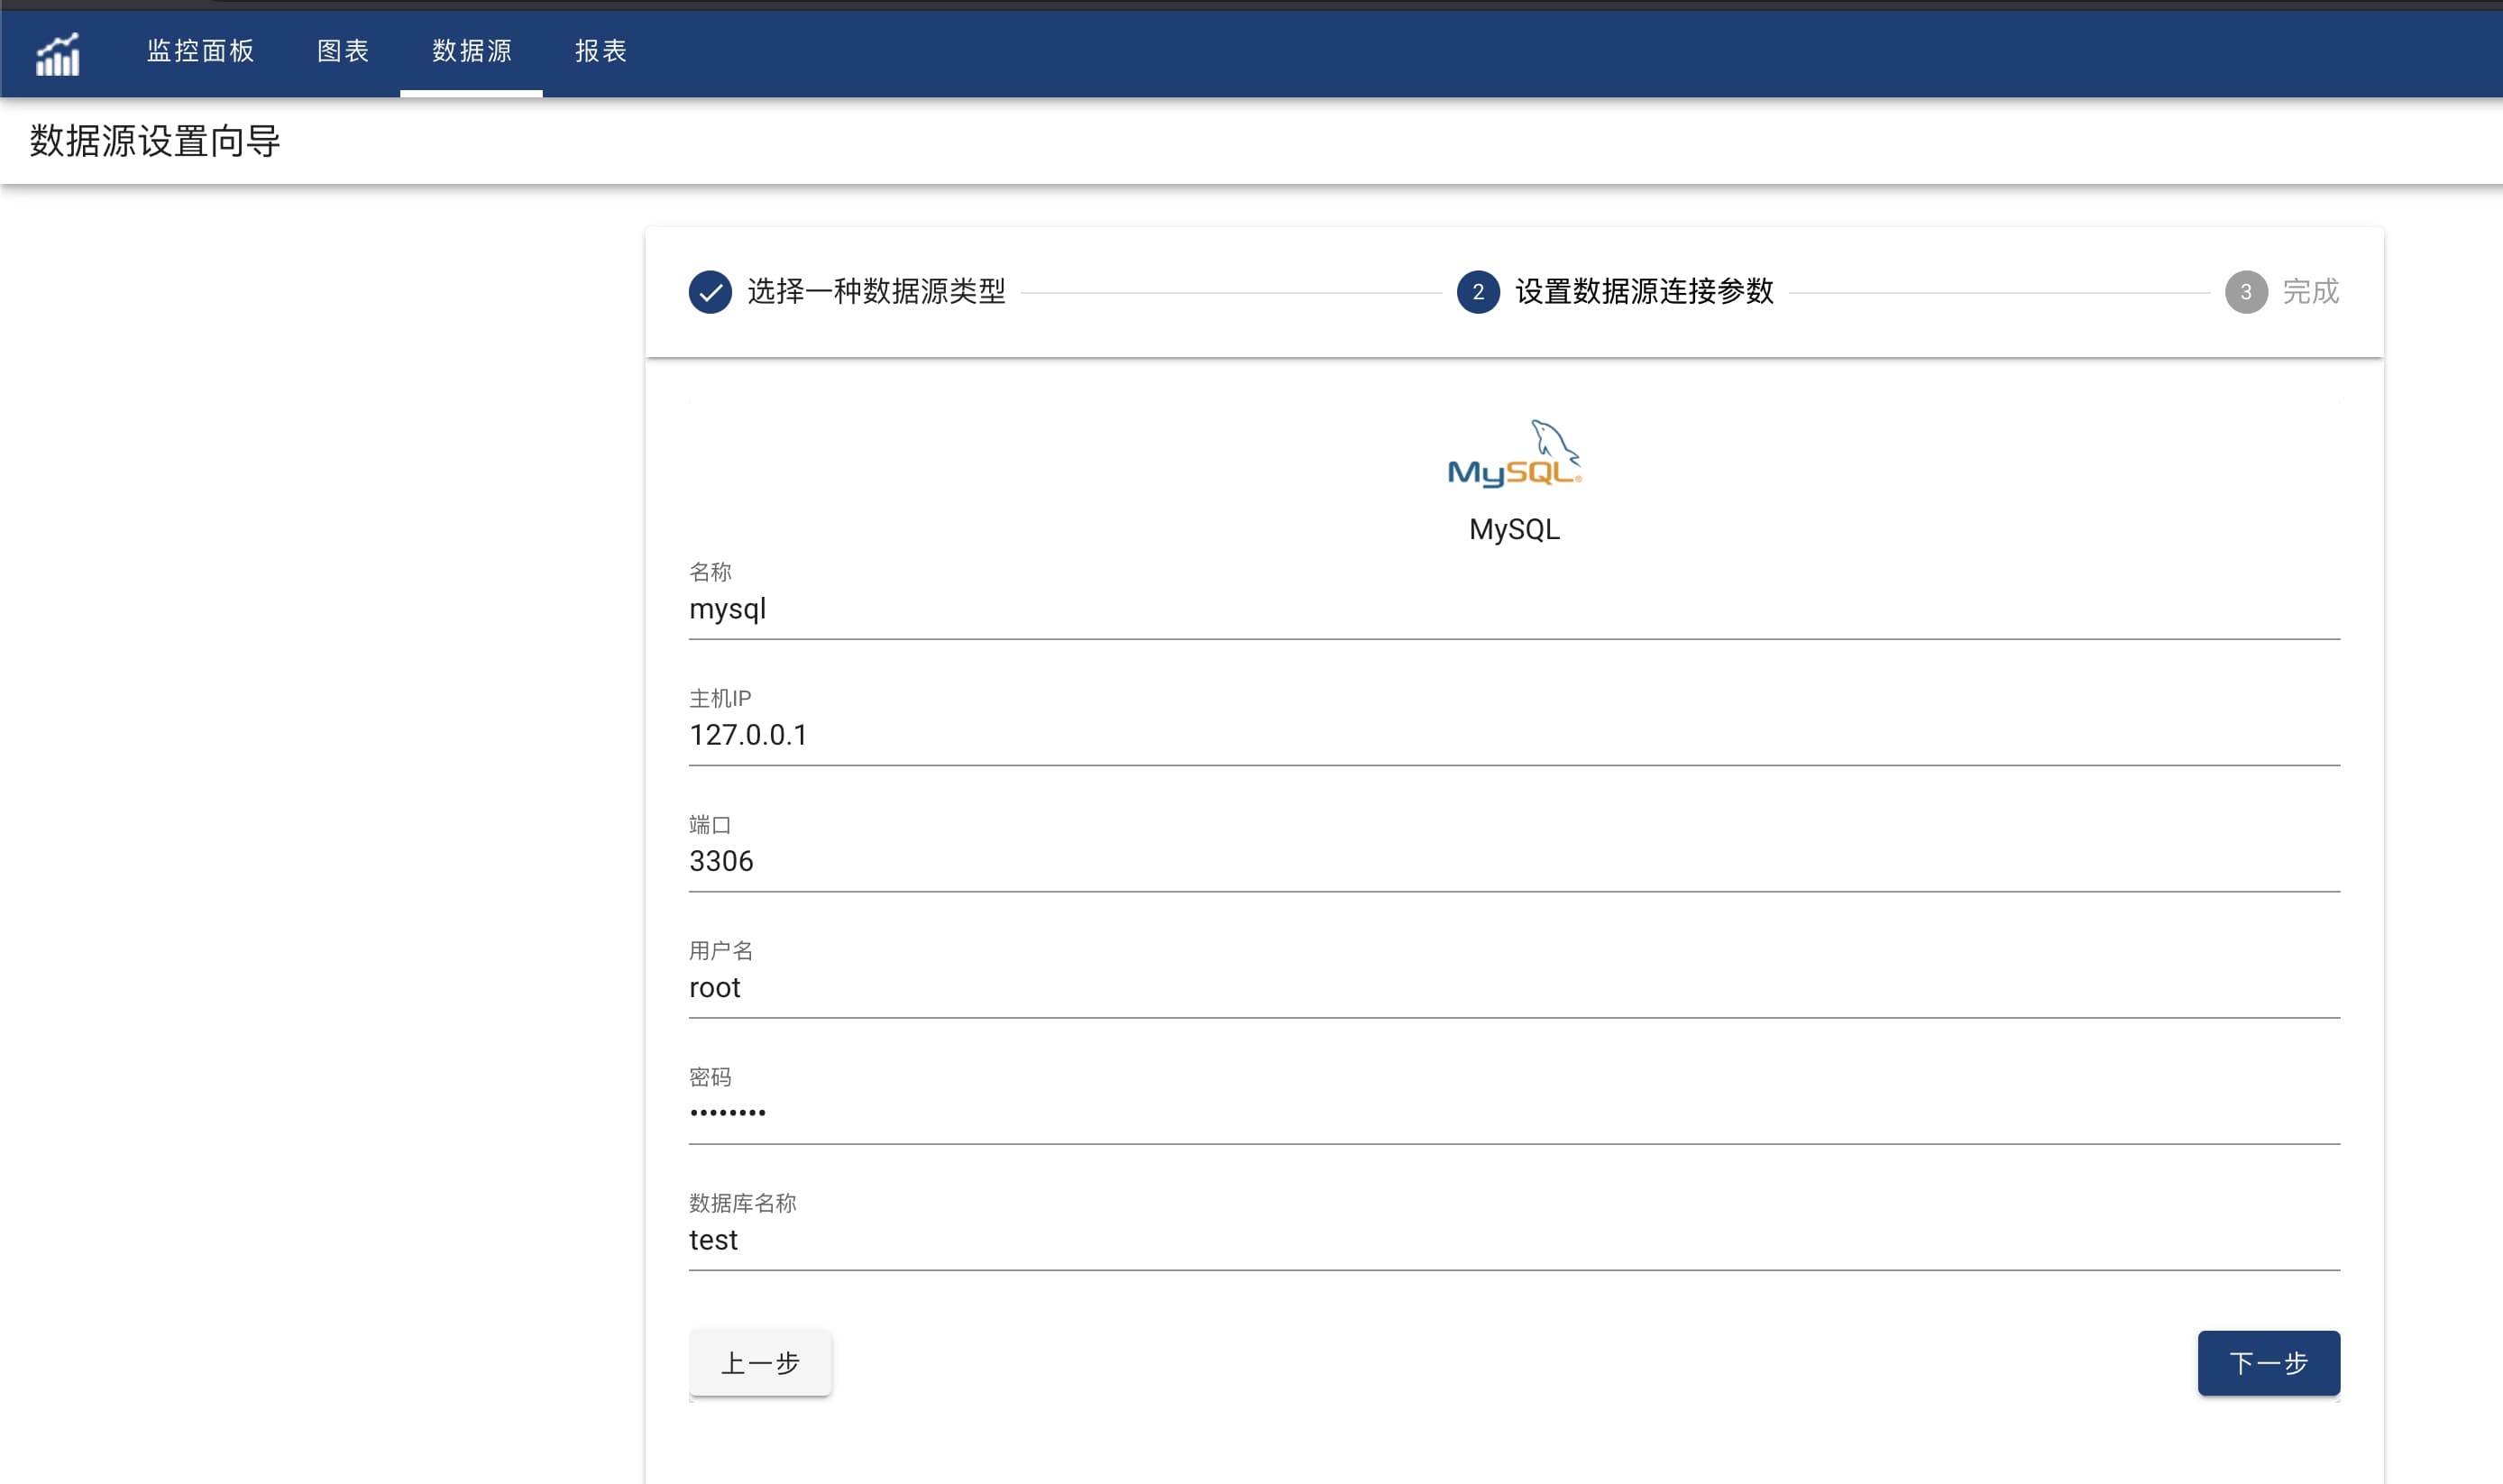 监控面板 图表 数据源 报表
数据源设置向导
选择一种数据源类型 2 设置数据源连接参数 3 完成
MySQL®
MySQL
名称
mysql
主机IP
127.0.0.1
端口
3306
用户名
root
密码
••••••••
数据库名称
test
上一步 下一步